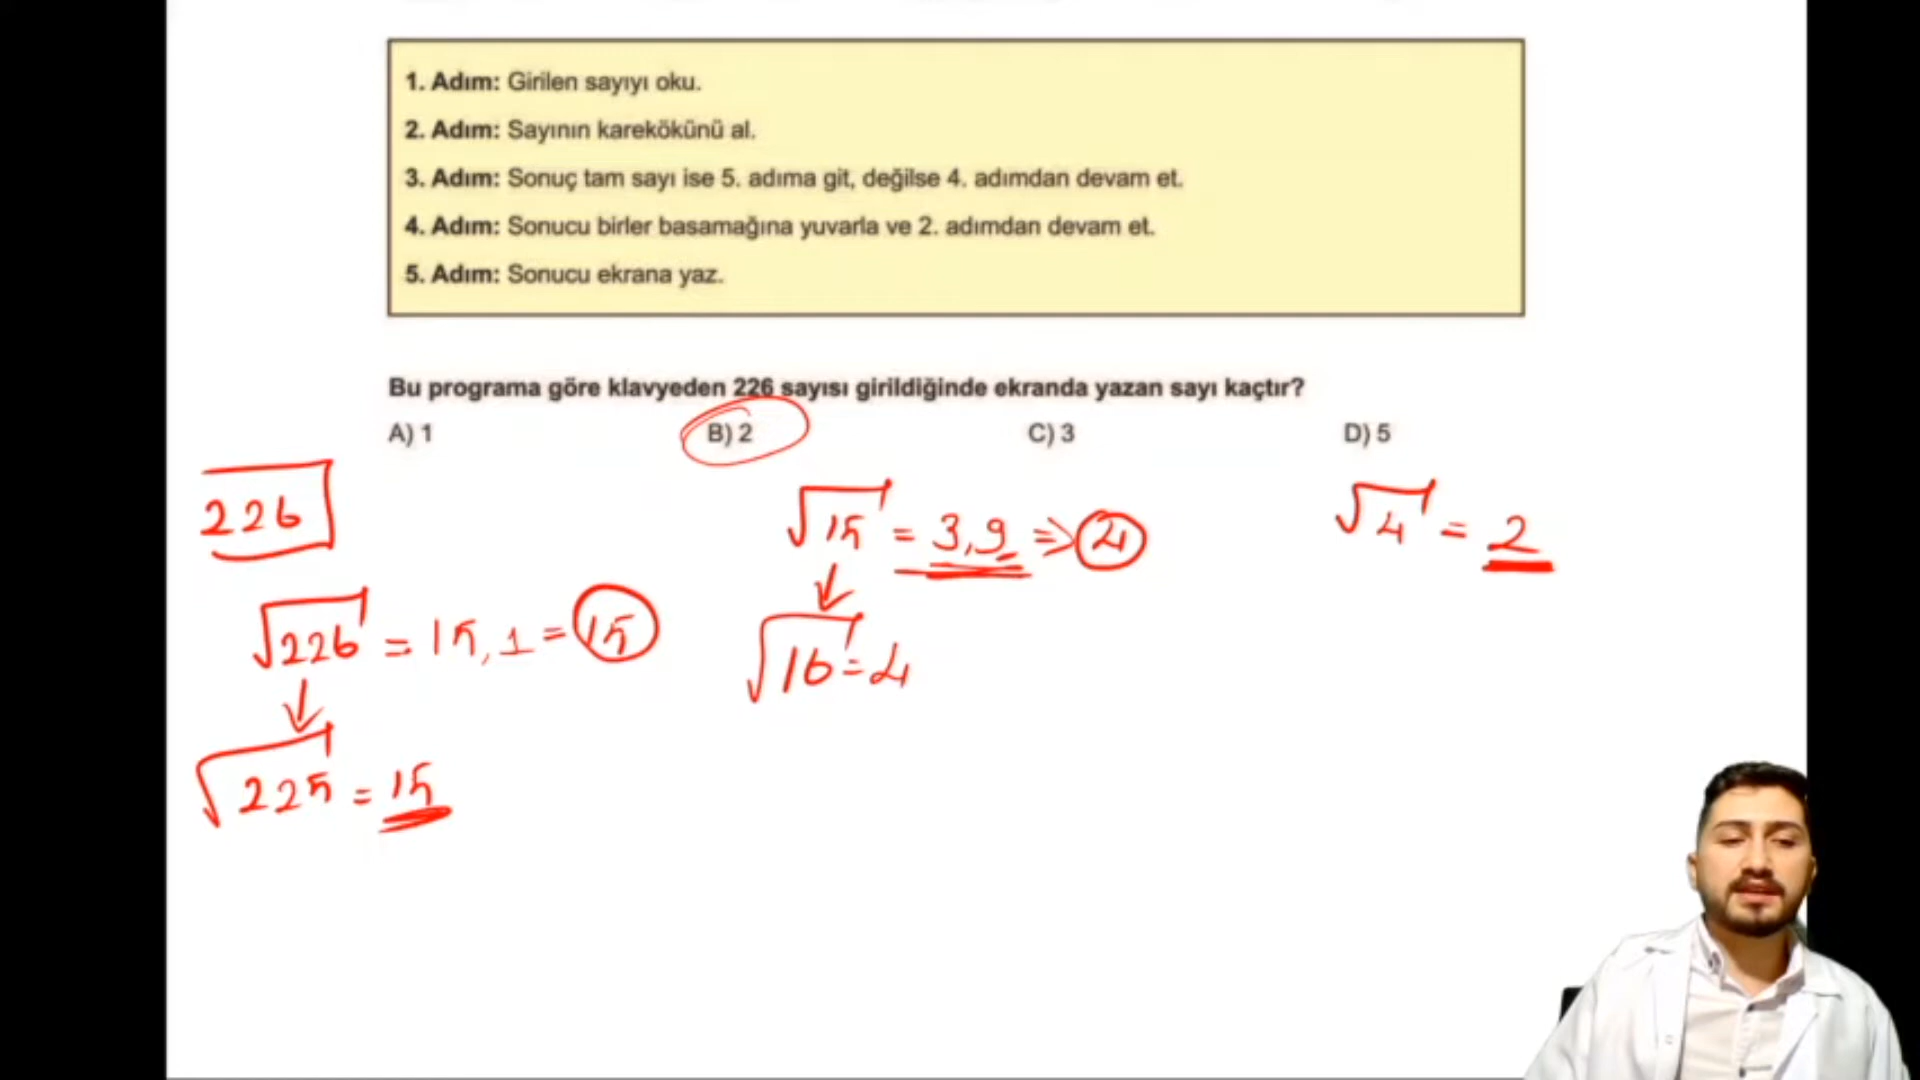 1. Adım: Girilen sayıyı oku.
2. Adım: Sayının karekökünü al.
3. Adım: Sonuç tam sayı ise 5. adıma git, değilse 4. adımdan devam et.
4. Adım: Sonucu birler basamağına yuvarla ve 2. adımdan devam et.
5. Adım: Sonucu ekrana yaz.
Bu programa göre klavyeden 226 sayısı girildiğinde ekranda yazan sayı kaçtır?
A) 1 B) 2 C) 3 D) 5
226
√226 = 15,1 = 15
↓
√225 = 15
√15 = 3,9 ⇒ 4
↓
√16 = 4
√4 = 2